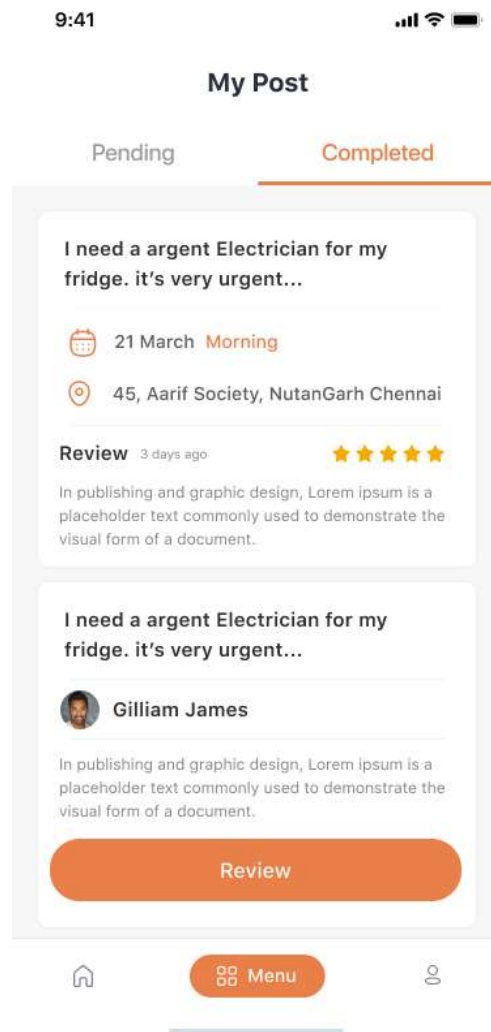 9:41
My Post
Pending Completed
I need a argent Electrician for my
fridge. it's very urgent...
21 March Morning
45, Aarif Society, NutanGarh Chennai
Review 3 days ago
In publishing and graphic design, Lorem ipsum is a
placeholder text commonly used to demonstrate the
visual form of a document.
I need a argent Electrician for my
fridge. it's very urgent...
Gilliam James
In publishing and graphic design, Lorem ipsum is a
placeholder text commonly used to demonstrate the
visual form of a document.
Review
Menu